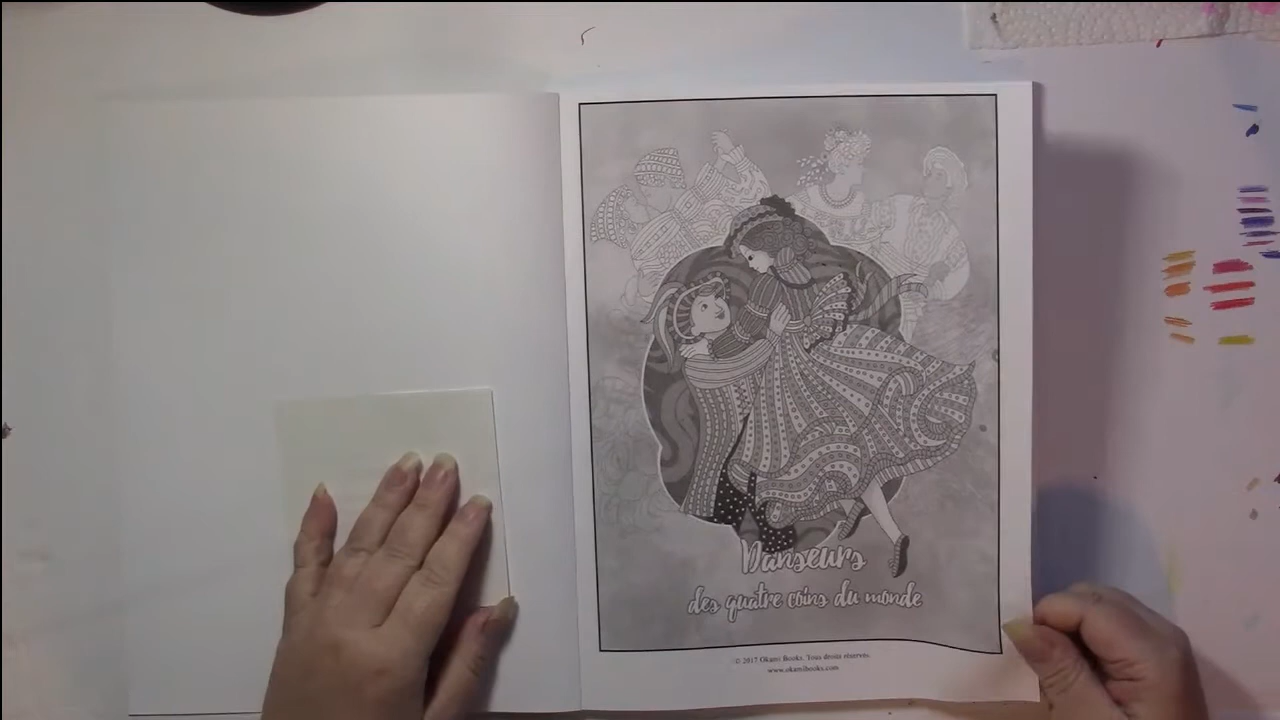 Danseurs
des quatre coins du monde
© 2017 Okami Books. Tous droits réservés
www.okamibooks.com